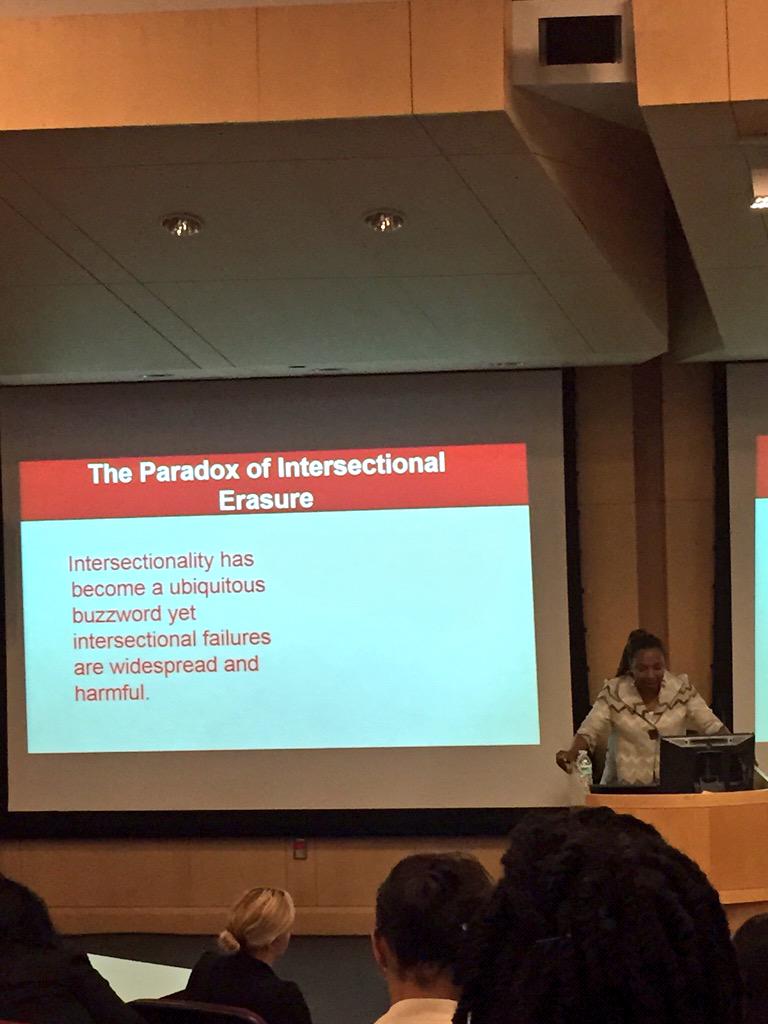 The Paradox of Intersectional
Erasure
Intersectionality has
become a ubiquitous
buzzword yet
intersectional failures
are widespread and
harmful.